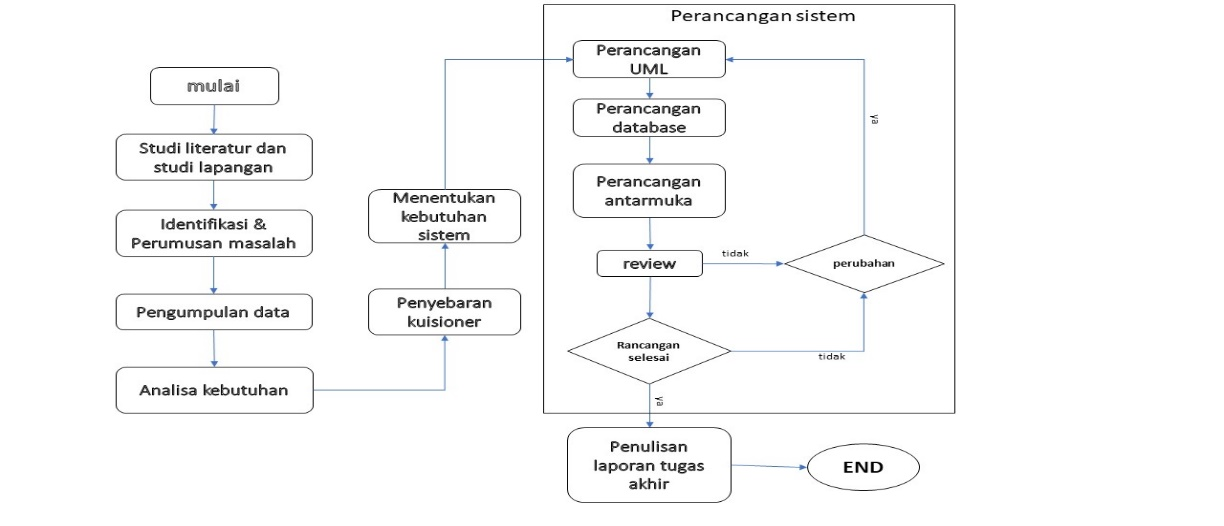 mulai
Studi literatur dan
studi lapangan
Identifikasi &
Perumusan masalah
Pengumpulan data
Analisa kebutuhan
Penyebaran
kuisioner
Menentukan
kebutuhan
sistem
Perancangan sistem
Perancangan
UML
Perancangan
database
Perancangan
antarmuka
review
tidak
perubahan
ya
Rancangan
selesai
tidak
ya
Penulisan
laporan tugas
akhir
END